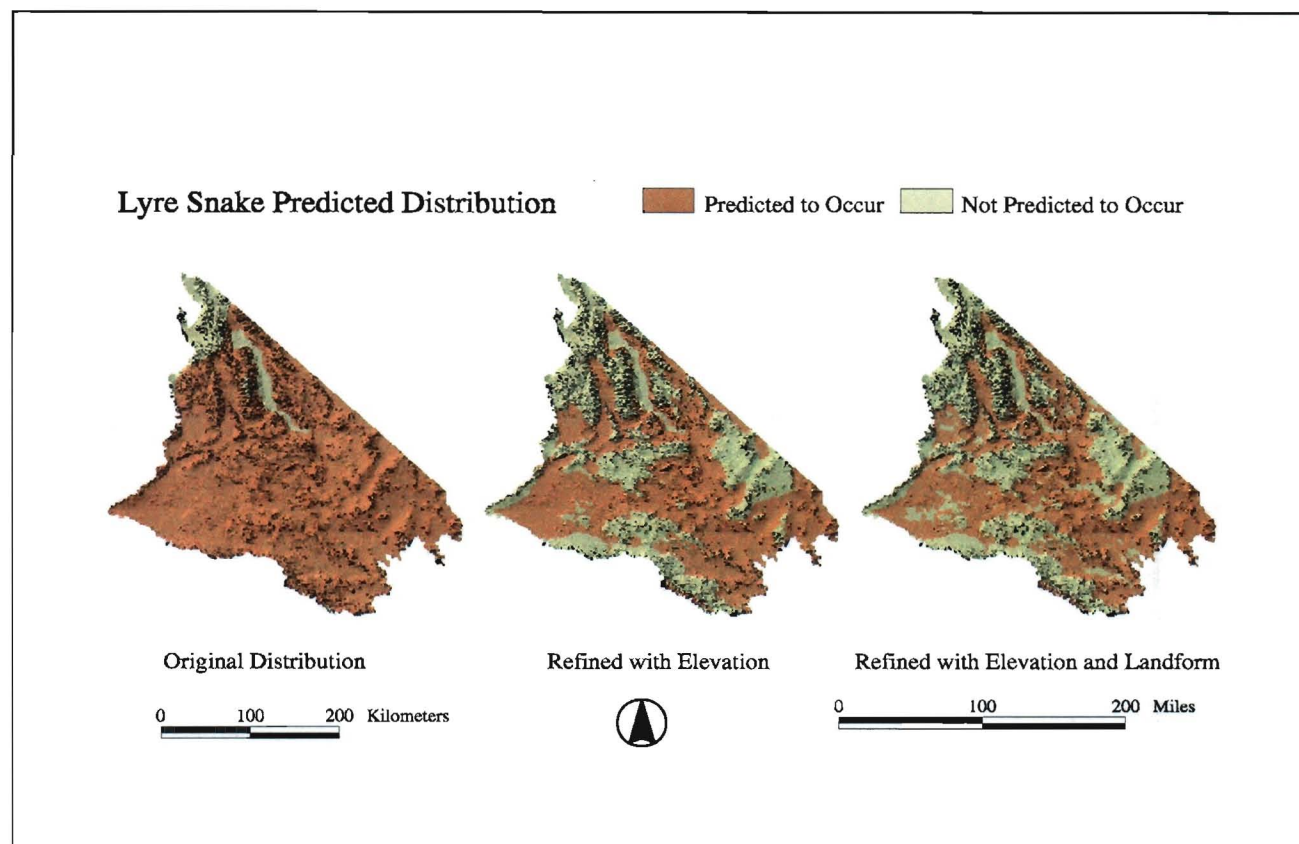 Lyre Snake Predicted Distribution
Predicted to Occur
Not Predicted to Occur
Original Distribution
Refined with Elevation
Refined with Elevation and Landform
0 100 200 Kilometers
0 100 200 Miles